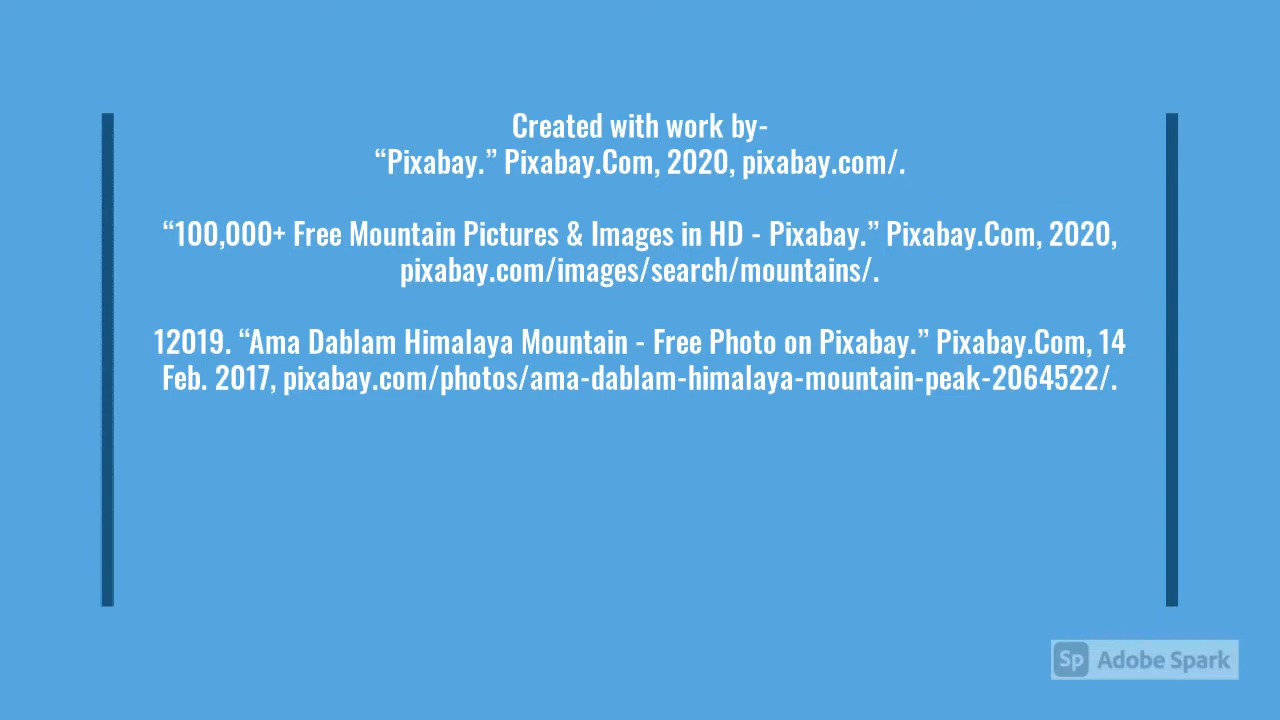 Created with work by-
“Pixabay.” Pixabay.Com, 2020, pixabay.com/.
“100,000+ Free Mountain Pictures & Images in HD - Pixabay.” Pixabay.Com, 2020,
pixabay.com/images/search/mountains/.
12019. “Ama Dablam Himalaya Mountain - Free Photo on Pixabay.” Pixabay.Com, 14
Feb. 2017, pixabay.com/photos/ama-dablam-himalaya-mountain-peak-2064522/.
Sp Adobe Spark